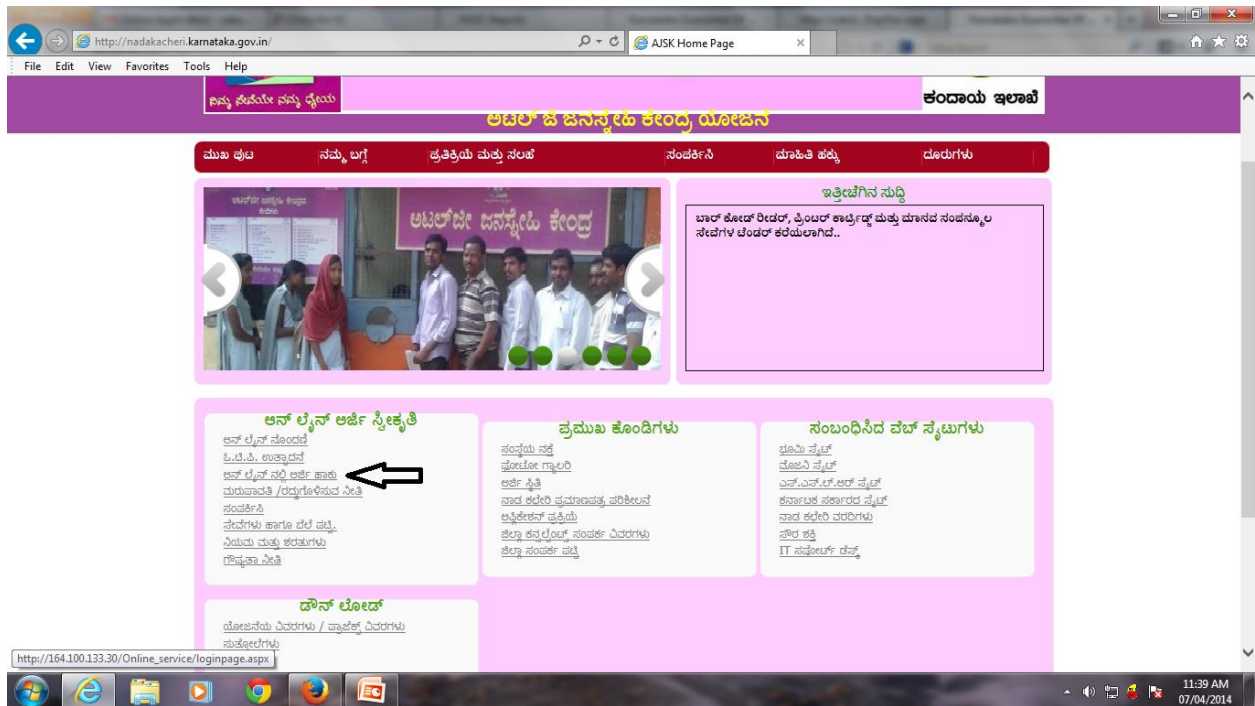 http://nadakacheri.karnataka.gov.in/
AJSK Home Page
File Edit View Favorites Tools Help
ನಿಮ್ಮ ಸೇವೆಯೇ ನಮ್ಮ ಧ್ಯೇಯ
ಕಂದಾಯ ಇಲಾಖೆ
ಅಟಲ್ ಜಿ ಜನಸ್ನೇಹಿ ಕೇಂದ್ರ ಯೋಜನೆ
ಮುಖ ಪುಟ ನಮ್ಮ ಬಗ್ಗೆ ಪ್ರತಿಕ್ರಿಯೆ ಮತ್ತು ಸಲಹೆ ಸಂಪರ್ಕಿಸಿ ಮಾಹಿತಿ ಹಕ್ಕು ದೂರುಗಳು
ಅಟಲ್‌ಜೀ ಜನಸ್ನೇಹಿ ಕೇಂದ್ರ
ಇತ್ತೀಚೆಗಿನ ಸುದ್ದಿ
ಬಾರ್ ಕೋಡ್ ರೀಡರ್, ಪ್ರಿಂಟರ್ ಕಾರ್ಟ್ರಿಡ್ಜ್ ಮತ್ತು ಮಾನವ ಸಂಪನ್ಮೂಲ
ಸೇವೆಗಳ ಟೆಂಡರ್ ಕರೆಯಲಾಗಿದೆ..
ಆನ್ ಲೈನ್ ಅರ್ಜಿ ಸ್ವೀಕೃತಿ
ಆನ್ ಲೈನ್ ನೊಂದಣಿ
ಓ.ಟಿ.ಪಿ. ಉತ್ಪಾದನೆ
ಆನ್ ಲೈನ್ ನಲ್ಲಿ ಅರ್ಜಿ ಹಾಕು
ಮರುಪಾವತಿ /ರದ್ದುಗೊಳಿಸುವ ನೀತಿ
ಸಂಪರ್ಕಿಸಿ
ಸೇವೆಗಳು ಹಾಗೂ ಬೆಲೆ ಪಟ್ಟಿ.
ನಿಯಮ ಮತ್ತು ಶರತುಗಳು
ಗೌಪ್ಯತಾ ನೀತಿ
ಪ್ರಮುಖ ಕೊಂಡಿಗಳು
ಸಂಸ್ಥೆಯ ನಕ್ಷೆ
ಫೋಟೋ ಗ್ಯಾಲರಿ
ಅರ್ಜಿ ಸ್ಥಿತಿ
ನಾಡ ಕಛೇರಿ ಪ್ರಮಾಣಪತ್ರ ಪರಿಶೀಲನೆ
ಅಪ್ಲಿಕೇಶನ್ ಪ್ರಕ್ರಿಯೆ
ಜಿಲ್ಲಾ ಕನ್ಸಲ್ಟೆಂಟ್ಸ್ ಸಂಪರ್ಕ ವಿವರಗಳು
ಜಿಲ್ಲಾ ಸಂಪರ್ಕ ಪಟ್ಟಿ
ಸಂಬಂಧಿಸಿದ ವೆಬ್ ಸೈಟುಗಳು
ಭೂಮಿ ಸೈಟ್
ಮೋಜಿನಿ ಸೈಟ್
ಎಸ್.ಎಸ್.ಎಲ್.ಆರ್ ಸೈಟ್
ಕರ್ನಾಟಕ ಸರ್ಕಾರದ ಸೈಟ್
ನಾಡ ಕಛೇರಿ ವರದಿಗಳು
ಸೌರ ಶಕ್ತಿ
IT ಸಪೋರ್ಟ್ ಡೆಸ್ಕ್
ಡೌನ್ ಲೋಡ್
ಯೋಜನೆಯ ವಿವರಗಳು / ಪ್ರಾಜೆಕ್ಟ್ ವಿವರಗಳು
ಸುತ್ತೋಲೆಗಳು
http://164.100.133.30/Online_service/loginpage.aspx
11:39 AM
07/04/2014